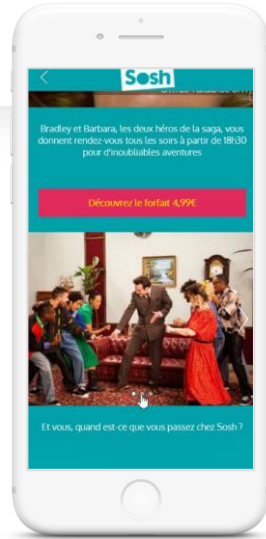 Sosh
Bradley et Barbara, les deux héros de la saga, vous
donnent rendez-vous tous les soirs à partir de 18h30
pour d'inoubliables aventures
Découvrez le forfait 4,99€
Et vous, quand est-ce que vous passez chez Sosh ?